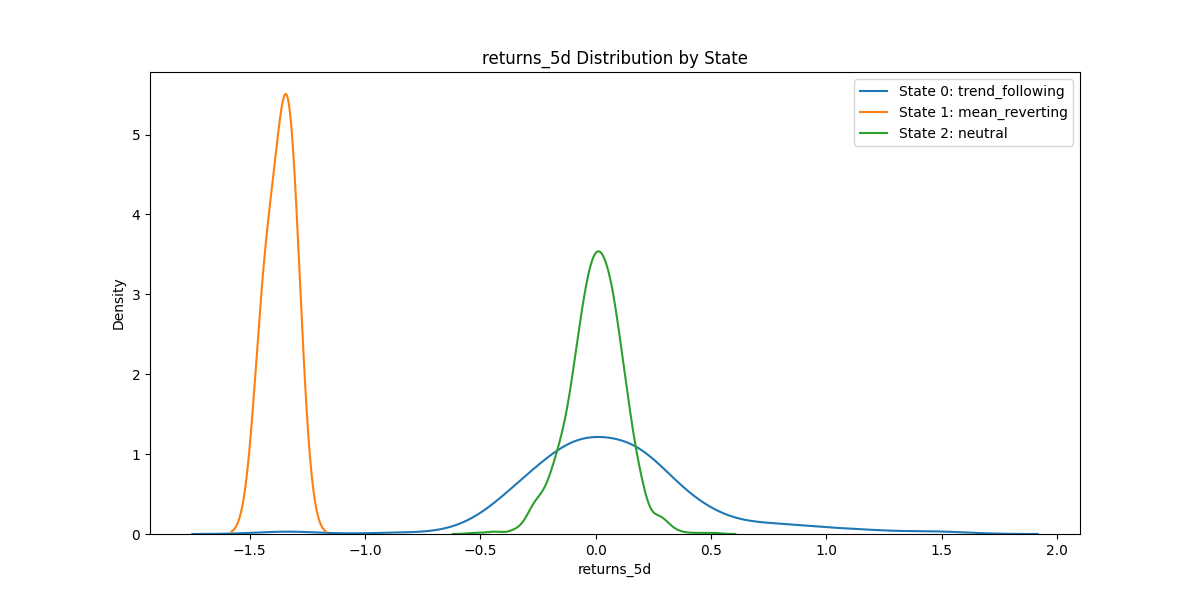 returns_5d Distribution by State
State 0: trend_following
State 1: mean_reverting
State 2: neutral
Density
5
4
3
2
1
0
−1.5
−1.0
−0.5
0.0
0.5
1.0
1.5
2.0
returns_5d